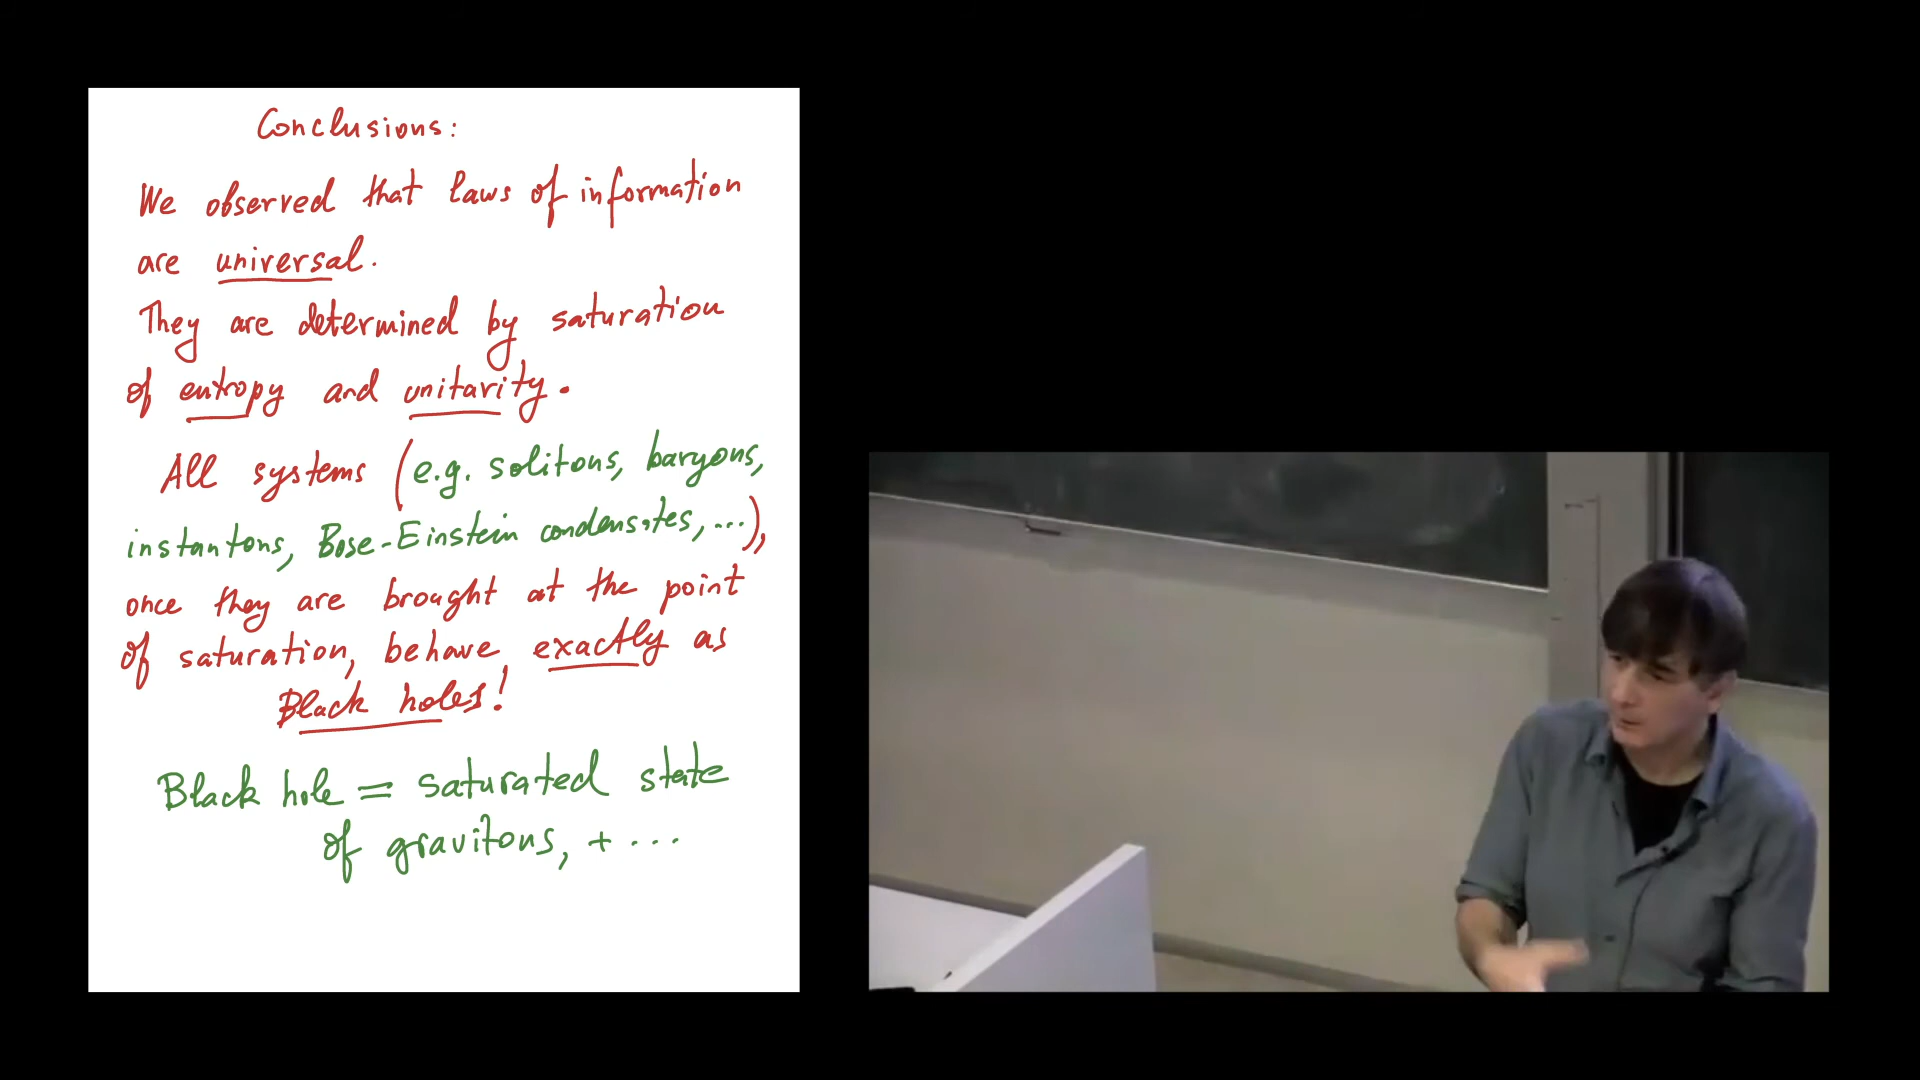 Conclusions:
We observed that laws of information
are universal.
They are determined by saturation
of entropy and unitarity.
All systems (e.g. solitons, baryons,
instantons, Bose-Einstein condensates, ...),
once they are brought at the point
of saturation, behave exactly as
Black holes!
Black hole = saturated state
of gravitons, + ...